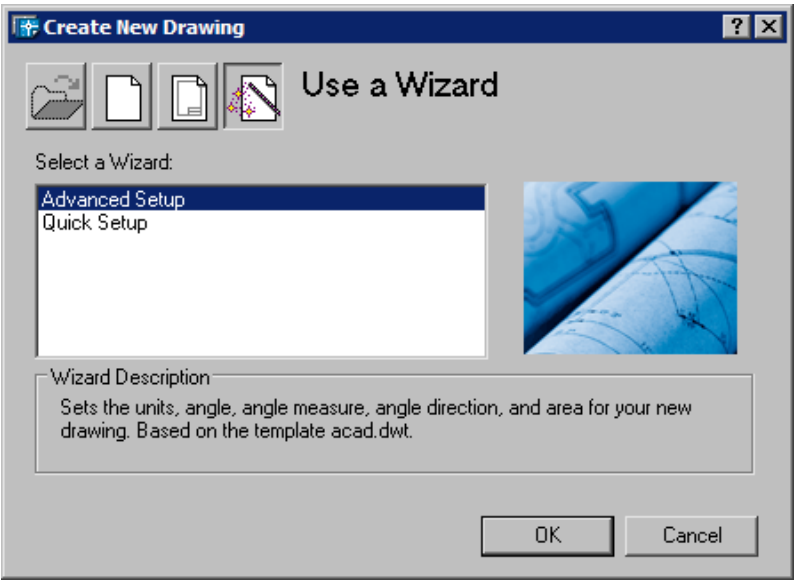 Create New Drawing
Use a Wizard
Select a Wizard:
Advanced Setup
Quick Setup
Wizard Description
Sets the units, angle, angle measure, angle direction, and area for your new
drawing. Based on the template acad.dwt.
OK Cancel